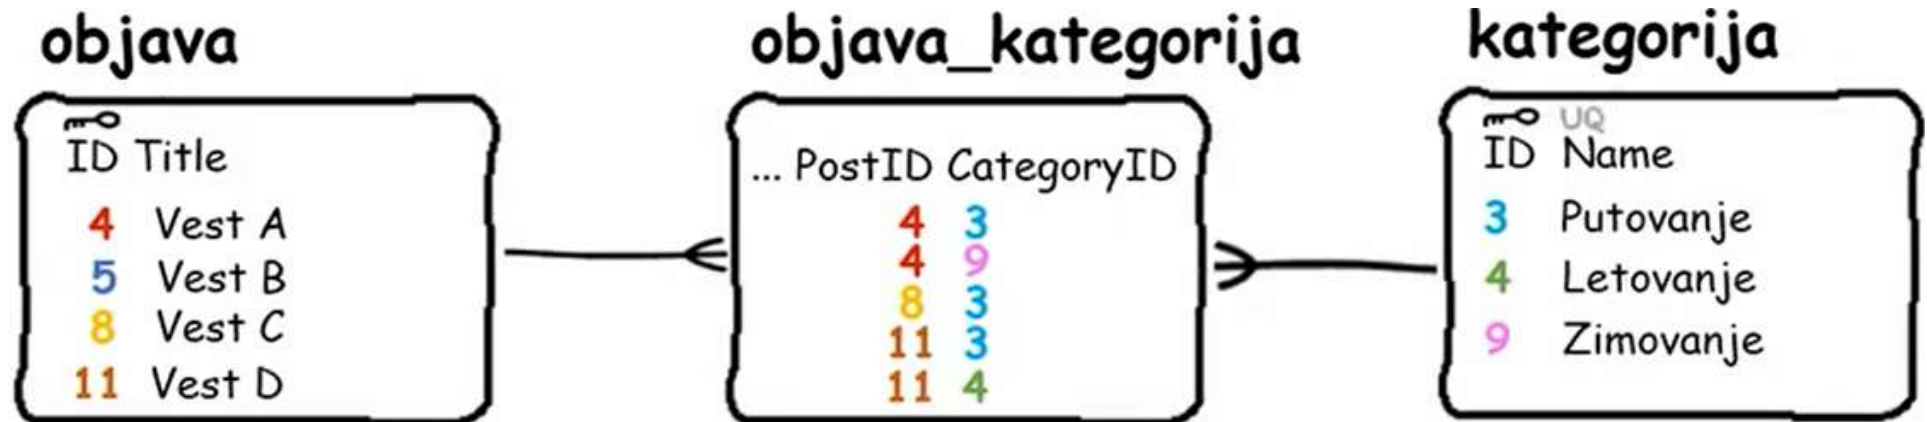 objava
ID Title
4 Vest A
5 Vest B
8 Vest C
11 Vest D
objava_kategorija
... PostID CategoryID
4 3
4 9
8 3
11 3
11 4
kategorija
UQ
ID Name
3 Putovanje
4 Letovanje
9 Zimovanje